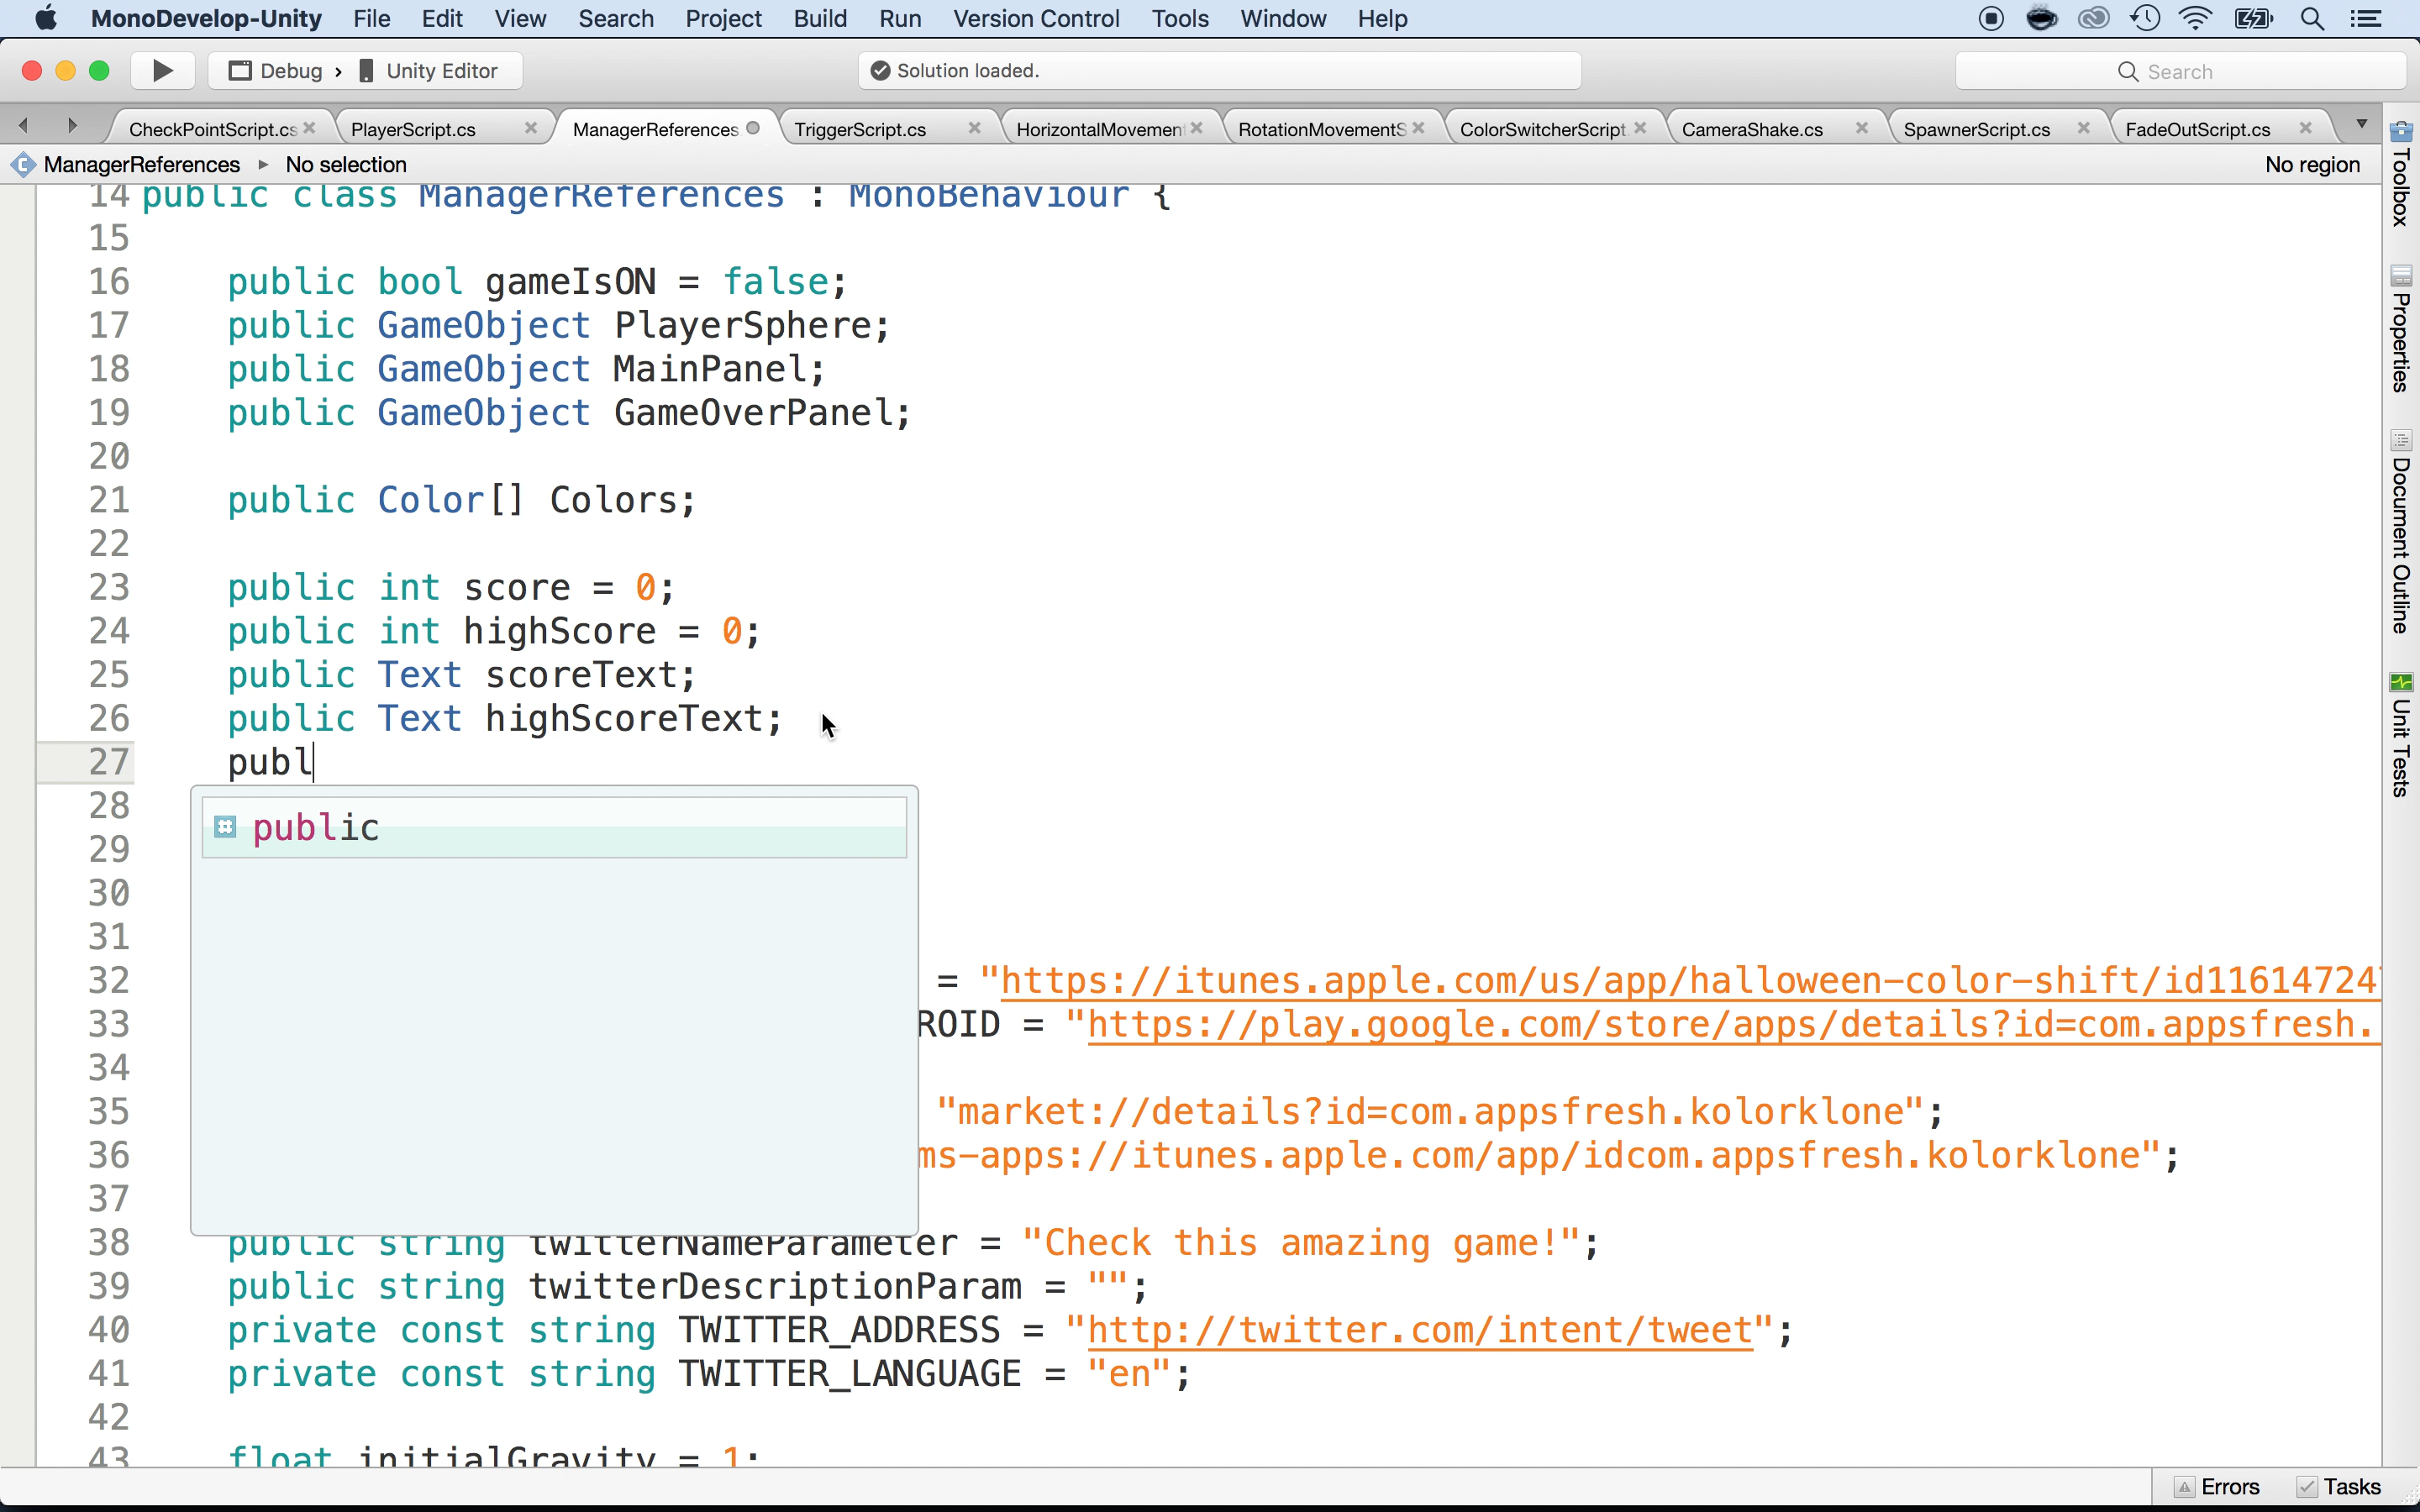 MonoDevelop-Unity File Edit View Search Project Build Run Version Control Tools Window Help
Debug › Unity Editor
Solution loaded.
Search
CheckPointScript.cs
PlayerScript.cs
ManagerReferences
TriggerScript.cs
HorizontalMovemen
RotationMovementS
ColorSwitcherScript.
CameraShake.cs
SpawnerScript.cs
FadeOutScript.cs
ManagerReferences ▸ No selection
No region
14 public class ManagerReferences : MonoBehaviour {
15
16 public bool gameIsON = false;
17 public GameObject PlayerSphere;
18 public GameObject MainPanel;
19 public GameObject GameOverPanel;
20
21 public Color[] Colors;
22
23 public int score = 0;
24 public int highScore = 0;
25 public Text scoreText;
26 public Text highScoreText;
27 publ
public
28
29
30
31
32 = "https://itunes.apple.com/us/app/halloween-color-shift/id116147247
33 ROID = "https://play.google.com/store/apps/details?id=com.appsfresh.
34
35 "market://details?id=com.appsfresh.kolorklone";
36 ms-apps://itunes.apple.com/app/idcom.appsfresh.kolorklone";
37
38 public string twitterNameParameter = "Check this amazing game!";
39 public string twitterDescriptionParam = "";
40 private const string TWITTER_ADDRESS = "http://twitter.com/intent/tweet";
41 private const string TWITTER_LANGUAGE = "en";
42
43 float initialGravity = 1;
Toolbox
Properties
Document Outline
Unit Tests
Errors
Tasks